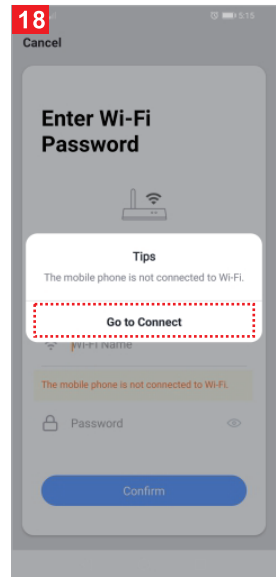 18
5:15
Cancel
Enter Wi-Fi
Password
Tips
The mobile phone is not connected to Wi-Fi.
Go to Connect
Wi-Fi Name
The mobile phone is not connected to Wi-Fi.
Password
Confirm